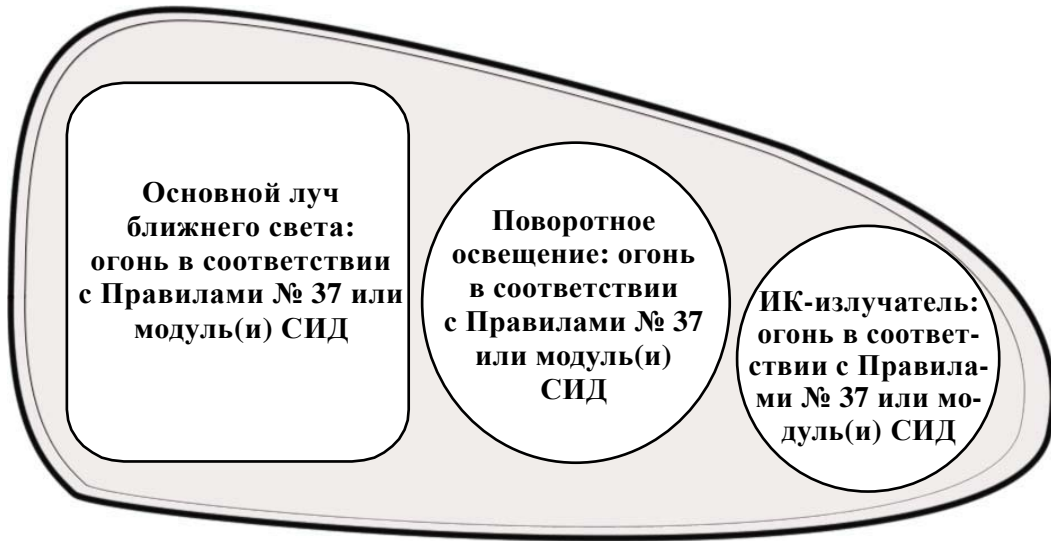 Основной луч
ближнего света:
огонь в соответствии
с Правилами № 37 или
модуль(и) СИД
Поворотное
освещение: огонь
в соответствии
с Правилами № 37
или модуль(и)
СИД
ИК-излучатель:
огонь в соответ-
ствии с Правила-
ми № 37 или мо-
дуль(и) СИД